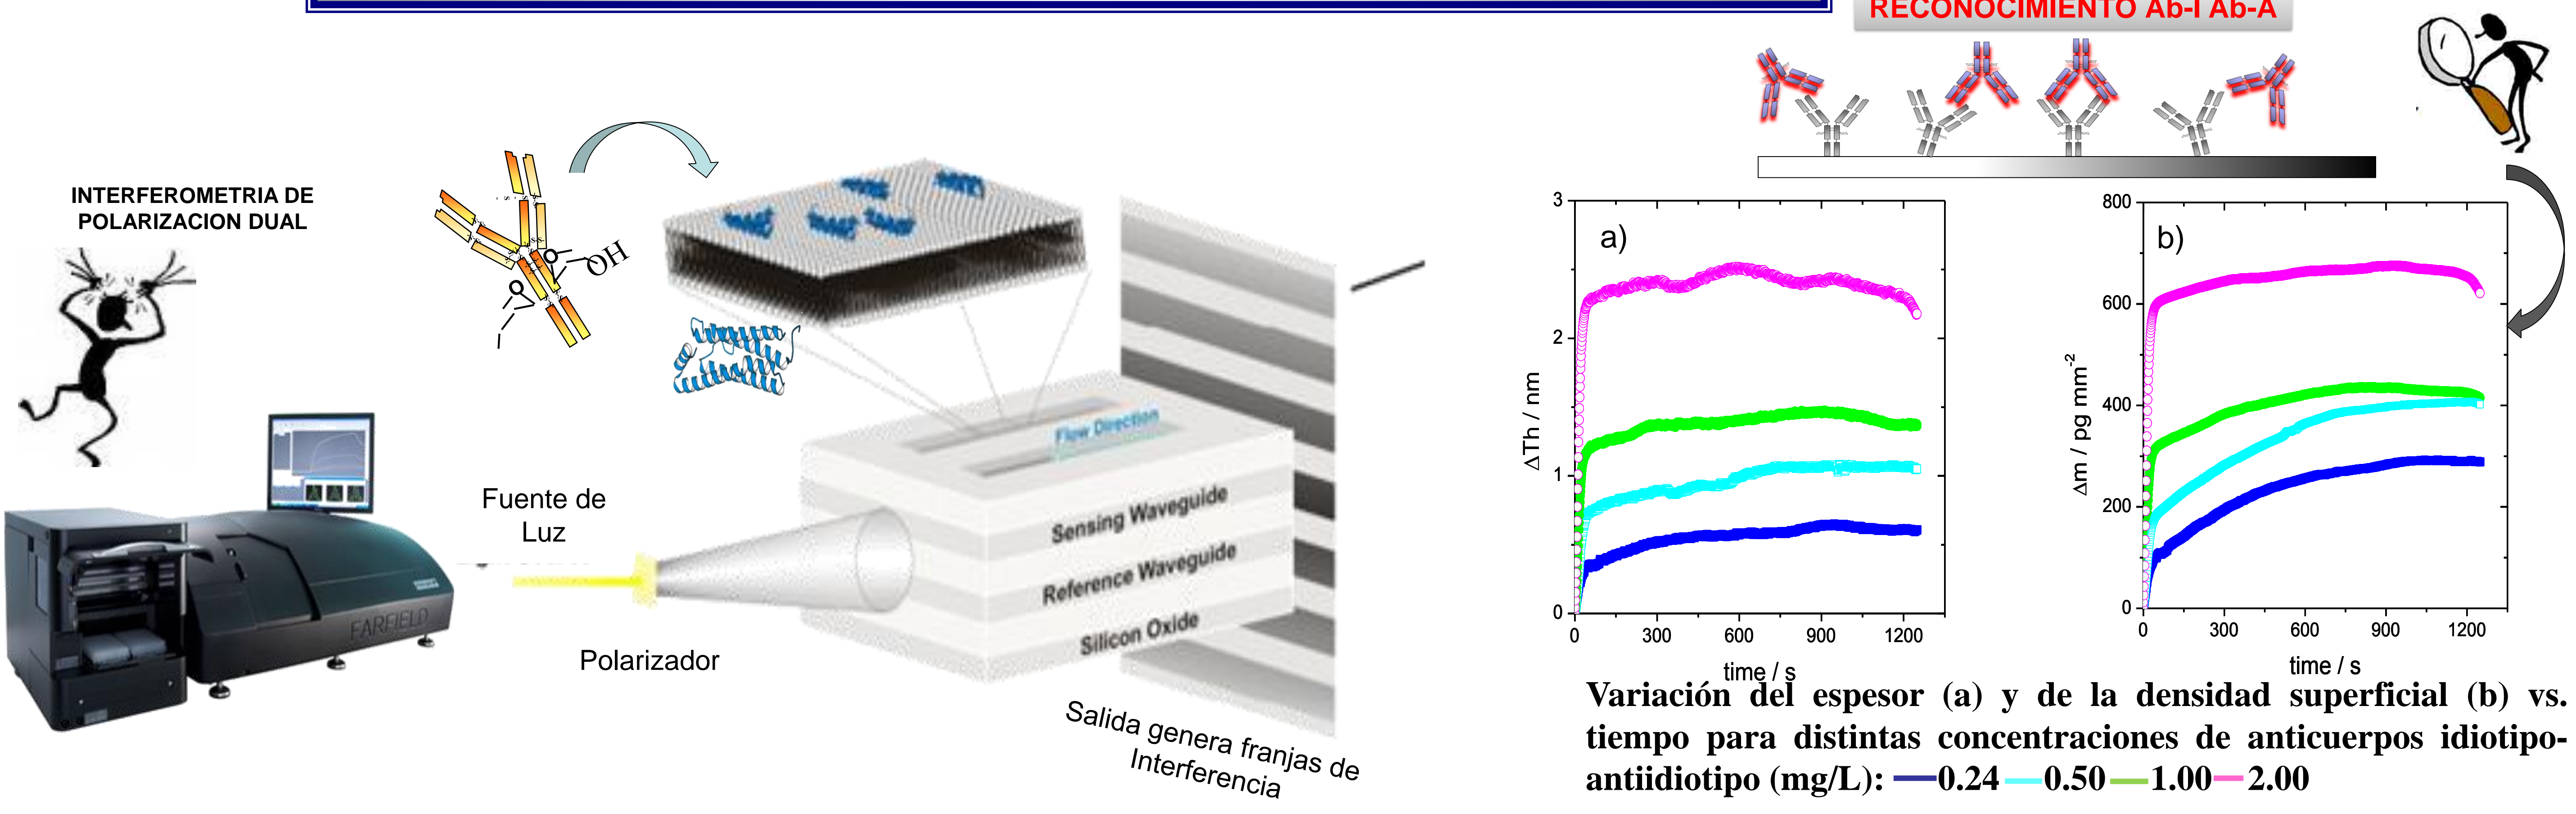 RECONOCIMIENTO Ab-I Ab-A
INTERFEROMETRIA DE
POLARIZACION DUAL
O
OH
O
Flow Direction
Sensing Waveguide
Reference Waveguide
Silicon Oxide
Fuente de
Luz
Polarizador
FARFIELD
Salida genera franjas de
Interferencia
a)
3
2
1
0
ΔTh / nm
0 300 600 900 1200
time / s
b)
800
600
400
200
0
Δm / pg mm⁻²
0 300 600 900 1200
time / s
Variación del espesor (a) y de la densidad superficial (b) vs.
tiempo para distintas concentraciones de anticuerpos idiotipo-
antiidiotipo (mg/L): 0.24 0.50 1.00 2.00